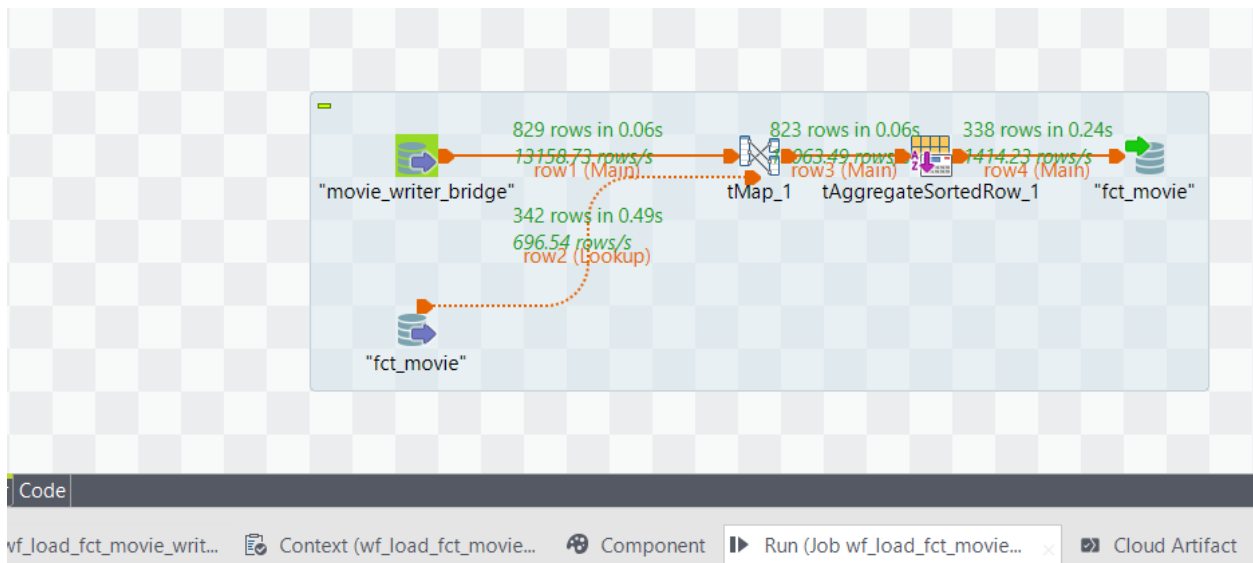 829 rows in 0.06s
13158.73 rows/s
row1 (Main)
"movie_writer_bridge"
823 rows in 0.06s
row3 (Main)
tMap_1
tAggregateSortedRow_1
338 rows in 0.24s
1414.23 rows/s
row4 (Main)
"fct_movie"
342 rows in 0.49s
696.54 rows/s
row2 (Lookup)
"fct_movie"
Code
wf_load_fct_movie_writ...
Context (wf_load_fct_movie...
Component
Run (Job wf_load_fct_movie...
Cloud Artifact